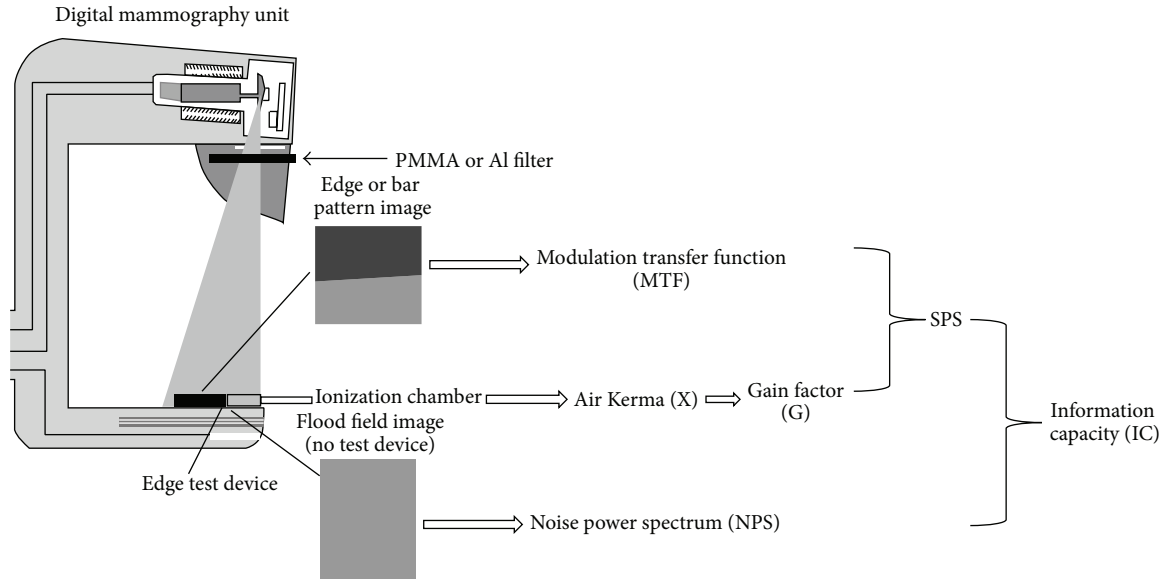 Digital mammography unit
PMMA or Al filter
Edge or bar
pattern image
Modulation transfer function
(MTF)
SPS
Ionization chamber
Air Kerma (X)
Gain factor
(G)
Flood field image
(no test device)
Information
capacity (IC)
Edge test device
Noise power spectrum (NPS)